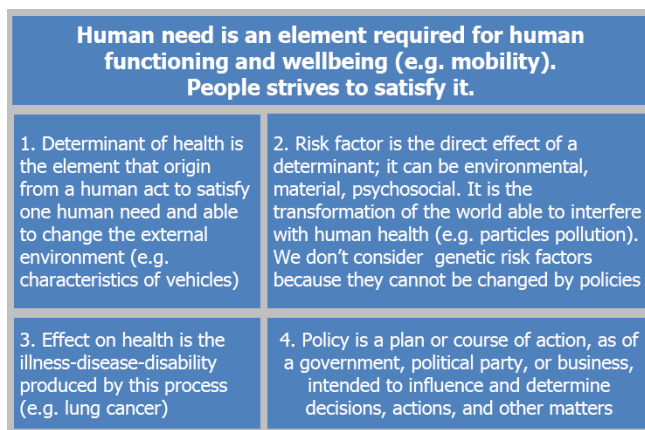 Human need is an element required for human
functioning and wellbeing (e.g. mobility).
People strives to satisfy it.
1. Determinant of health is
the element that origin
from a human act to satisfy
one human need and able
to change the external
environment (e.g.
characteristics of vehicles)
2. Risk factor is the direct effect of a
determinant; it can be environmental,
material, psychosocial. It is the
transformation of the world able to interfere
with human health (e.g. particles pollution).
We don't consider genetic risk factors
because they cannot be changed by policies
3. Effect on health is the
illness-disease-disability
produced by this process
(e.g. lung cancer)
4. Policy is a plan or course of action, as of
a government, political party, or business,
intended to influence and determine
decisions, actions, and other matters